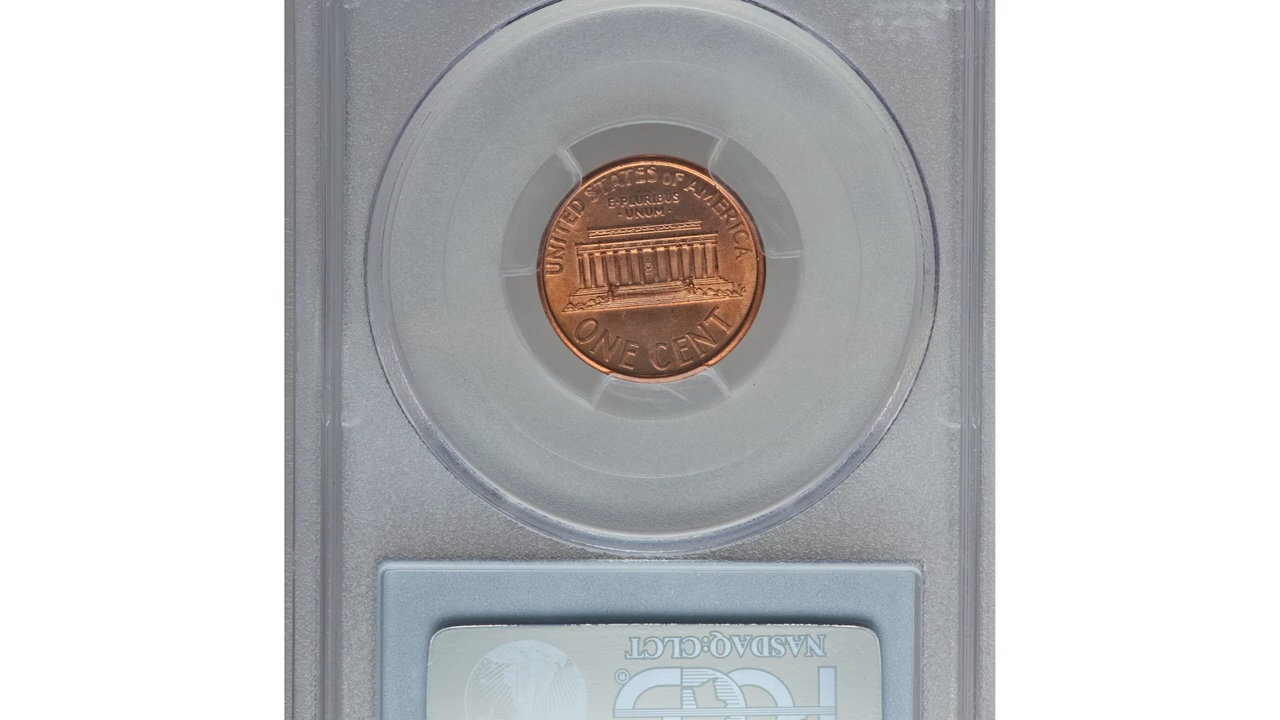 UNITED STATES OF AMERICA
E·PLURIBUS
·UNUM·
ONE CENT
NASDAQ:CLCT